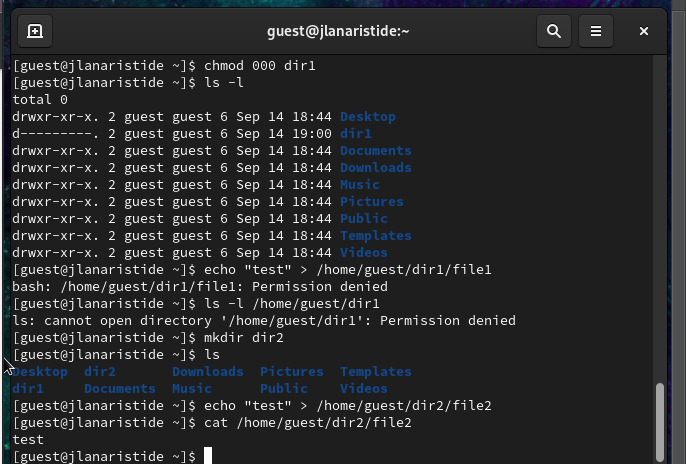 guest@jlanaristide:~
[guest@jlanaristide ~]$ chmod 000 dir1
[guest@jlanaristide ~]$ ls -l
total 0
drwxr-xr-x. 2 guest guest 6 Sep 14 18:44 Desktop
d---------. 2 guest guest 6 Sep 14 19:00 dir1
drwxr-xr-x. 2 guest guest 6 Sep 14 18:44 Documents
drwxr-xr-x. 2 guest guest 6 Sep 14 18:44 Downloads
drwxr-xr-x. 2 guest guest 6 Sep 14 18:44 Music
drwxr-xr-x. 2 guest guest 6 Sep 14 18:44 Pictures
drwxr-xr-x. 2 guest guest 6 Sep 14 18:44 Public
drwxr-xr-x. 2 guest guest 6 Sep 14 18:44 Templates
drwxr-xr-x. 2 guest guest 6 Sep 14 18:44 Videos
[guest@jlanaristide ~]$ echo "test" > /home/guest/dir1/file1
bash: /home/guest/dir1/file1: Permission denied
[guest@jlanaristide ~]$ ls -l /home/guest/dir1
ls: cannot open directory '/home/guest/dir1': Permission denied
[guest@jlanaristide ~]$ mkdir dir2
[guest@jlanaristide ~]$ ls
Desktop  dir2       Downloads  Pictures  Templates
dir1     Documents  Music      Public    Videos
[guest@jlanaristide ~]$ echo "test" > /home/guest/dir2/file2
[guest@jlanaristide ~]$ cat /home/guest/dir2/file2
test
[guest@jlanaristide ~]$